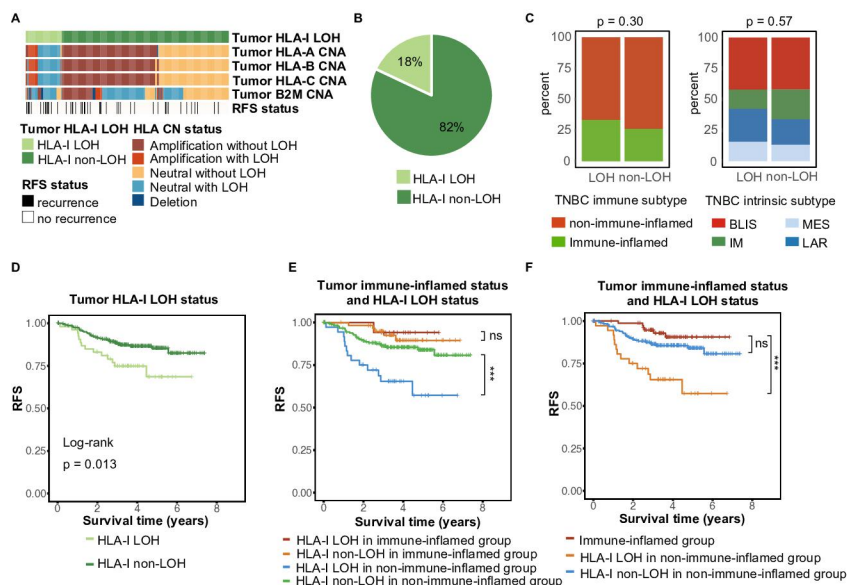 A
Tumor HLA-I LOH
Tumor HLA-A CNA
Tumor HLA-B CNA
Tumor HLA-C CNA
Tumor B2M CNA
RFS status
Tumor HLA-I LOH
HLA-I LOH
HLA-I non-LOH
RFS status
recurrence
no recurrence
HLA CN status
Amplification without LOH
Amplification with LOH
Neutral without LOH
Neutral with LOH
Deletion
B
18%
82%
HLA-I LOH
HLA-I non-LOH
C
p = 0.30
percent
100
75
50
25
0
LOH non-LOH
TNBC immune subtype
non-immune-inflamed
Immune-inflamed
p = 0.57
percent
100
75
50
25
0
LOH non-LOH
TNBC intrinsic subtype
BLIS
IM
MES
LAR
D
Tumor HLA-I LOH status
RFS
1.00
0.75
0.50
0.25
0.00
Log-rank
p = 0.013
0 2 4 6 8
Survival time (years)
HLA-I LOH
HLA-I non-LOH
E
Tumor immune-inflamed status
and HLA-I LOH status
RFS
1.00
0.75
0.50
0.25
0.00
ns
***
0 2 4 6 8
Survival time (years)
HLA-I LOH in immune-inflamed group
HLA-I non-LOH in immune-inflamed group
HLA-I LOH in non-immune-inflamed group
HLA-I non-LOH in non-immune-inflamed group
F
Tumor immune-inflamed status
and HLA-I LOH status
RFS
1.00
0.75
0.50
0.25
0.00
ns
***
0 2 4 6 8
Survival time (years)
Immune-inflamed group
HLA-I LOH in non-immune-inflamed group
HLA-I non-LOH in non-immune-inflamed group